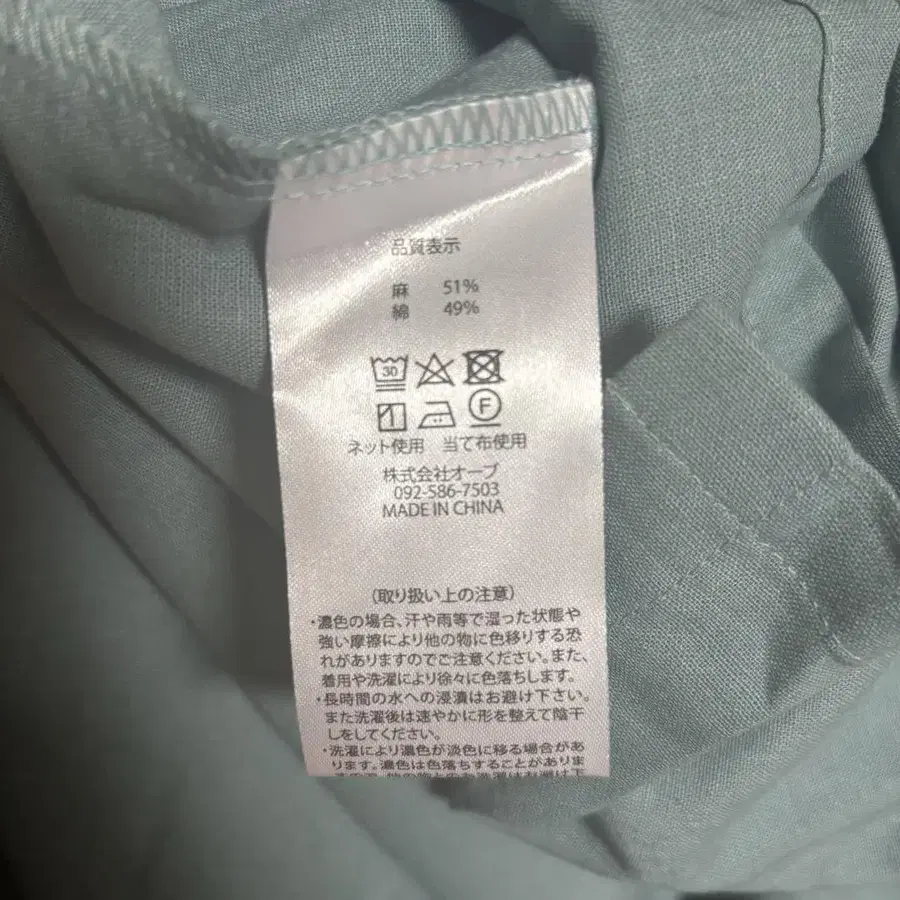 品質表示
麻 51%
綿 49%
30
F
ネット使用 当て布使用
株式会社オーブ
092-586-7503
MADE IN CHINA
(取り扱い上の注意)
・濃色の場合、汗や雨等で湿った状態や
強い摩擦により他の物に色移りする恐
れがありますのでご注意ください。また、
着用や洗濯により徐々に色落ちします。
・長時間の水への浸漬はお避け下さい。
また洗濯後は速やかに形を整えて陰干
しをしてください。
・洗濯により濃色が淡色に移る場合があ
ります。濃色は色落ちすることがありま